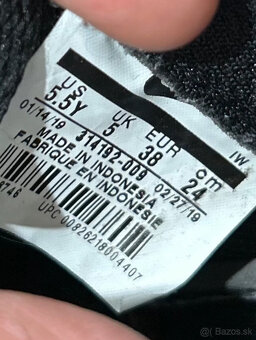 US UK EUR cm
5.5Y 5 38 24
01/14/19 314192-009 02/27/19
IW
MADE IN INDONESIA
FABRIQUE EN INDONESIE
8746
UPC 00826218004407
Bazos.sk